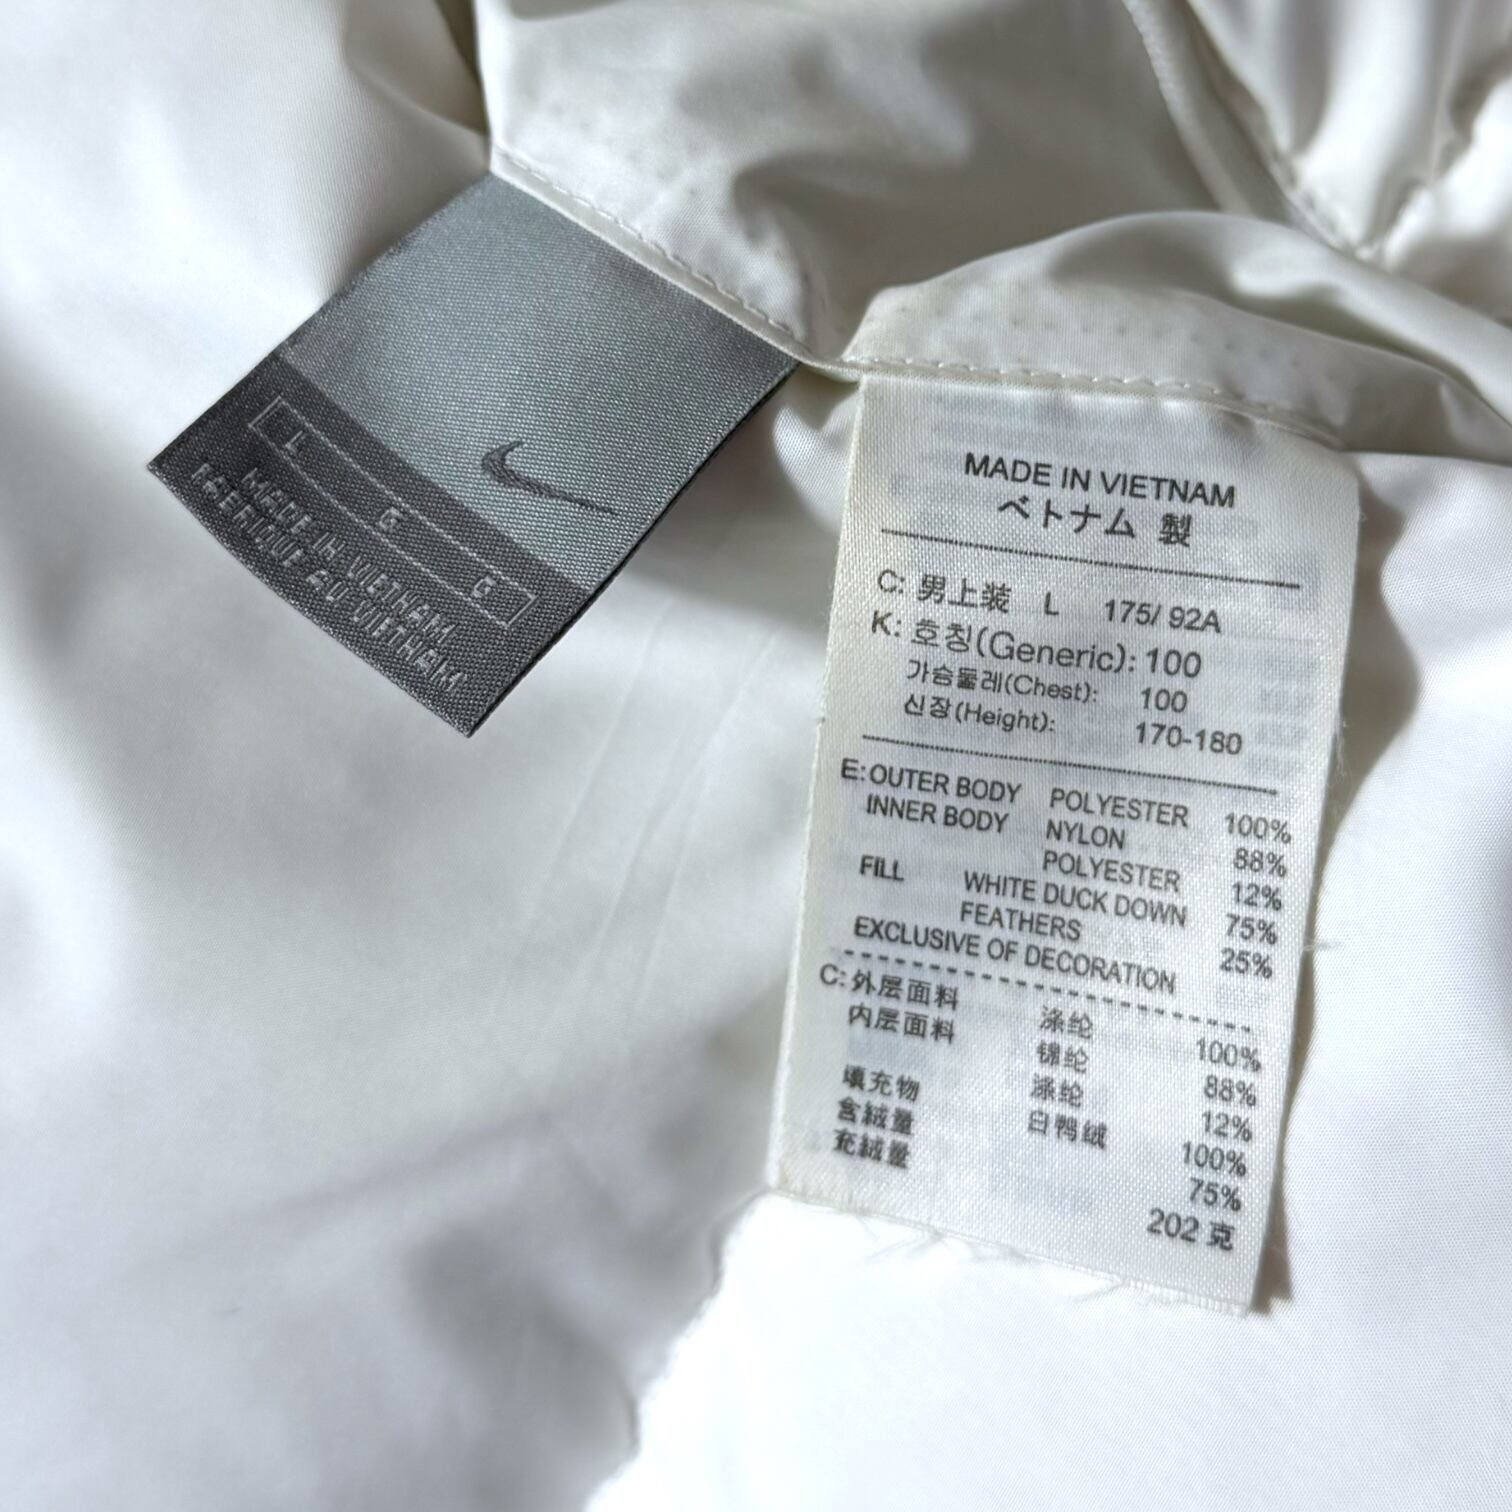 L G G
MADE IN VIETNAM
FABRIQUE AU VIETNAM
MADE IN VIETNAM
ベトナム 製
C: 男上装 L 175/ 92A
K: 호칭(Generic): 100
가슴둘레(Chest): 100
신장(Height): 170-180
E: OUTER BODY POLYESTER 100%
INNER BODY NYLON 88%
POLYESTER 12%
FILL WHITE DUCK DOWN 75%
FEATHERS 25%
EXCLUSIVE OF DECORATION
C: 外层面料 涤纶 100%
内层面料 锦纶 88%
涤纶 12%
填充物 白鸭绒 100%
含絨量 75%
充絨量 202 克